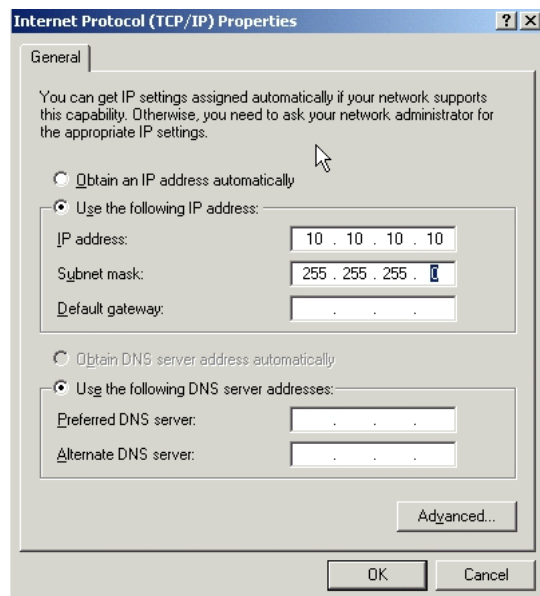 Internet Protocol (TCP/IP) Properties
General
You can get IP settings assigned automatically if your network supports
this capability. Otherwise, you need to ask your network administrator for
the appropriate IP settings.
Obtain an IP address automatically
Use the following IP address:
IP address: 10 . 10 . 10 . 10
Subnet mask: 255 . 255 . 255 . 0
Default gateway: . . .
Obtain DNS server address automatically
Use the following DNS server addresses:
Preferred DNS server: . . .
Alternate DNS server: . . .
Advanced...
OK Cancel